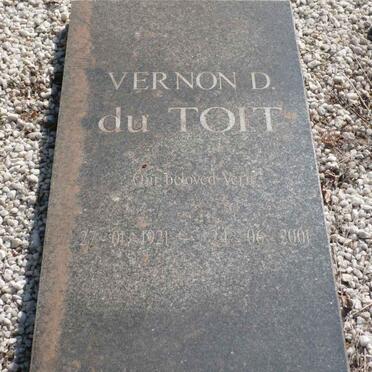 VERNON D.
du TOIT
Our beloved Vern
27 - 01 - 1921 - 24 - 06 - 2001